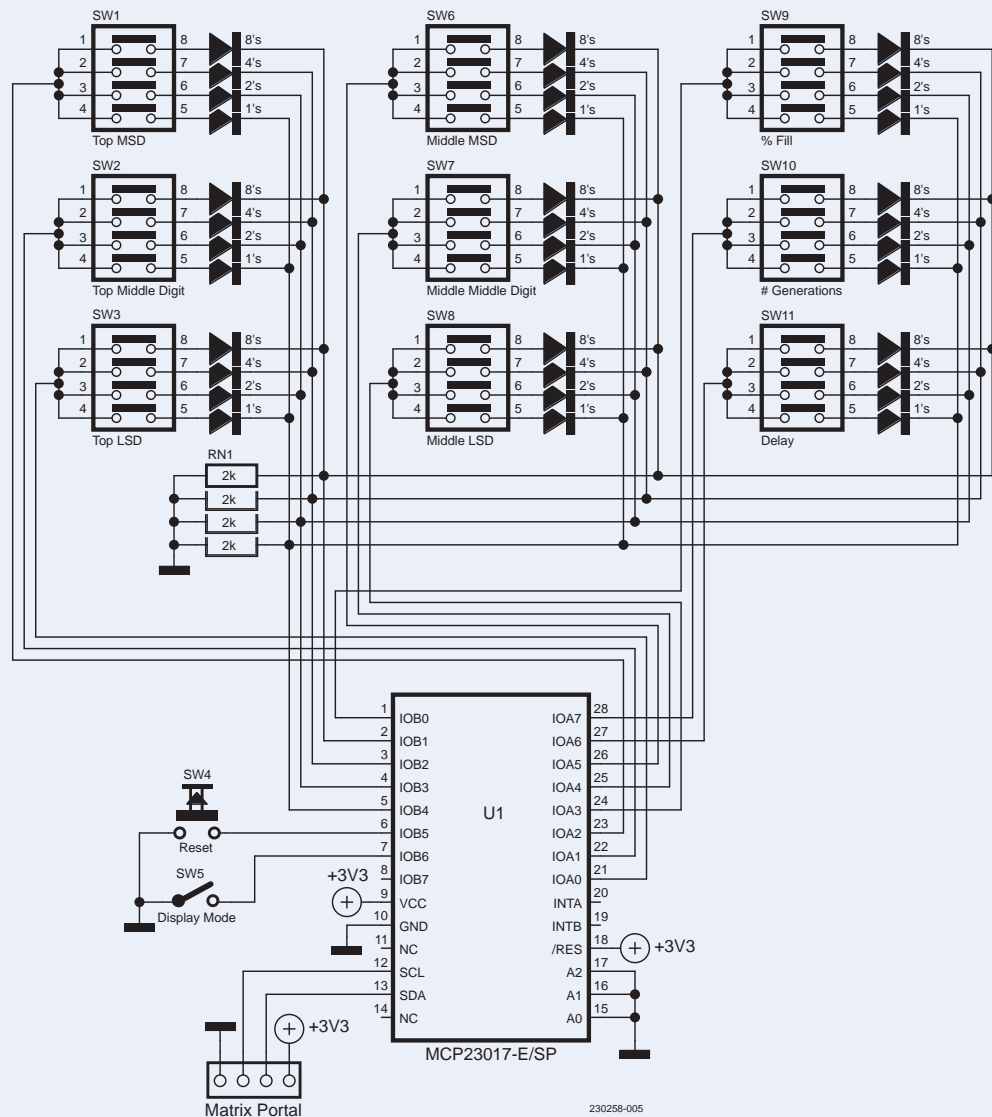 SW1
1 8 8's
2 7 4's
3 6 2's
4 5 1's
Top MSD
SW6
1 8 8's
2 7 4's
3 6 2's
4 5 1's
Middle MSD
SW9
1 8 8's
2 7 4's
3 6 2's
4 5 1's
% Fill
SW2
1 8 8's
2 7 4's
3 6 2's
4 5 1's
Top Middle Digit
SW7
1 8 8's
2 7 4's
3 6 2's
4 5 1's
Middle Middle Digit
SW10
1 8 8's
2 7 4's
3 6 2's
4 5 1's
# Generations
SW3
1 8 8's
2 7 4's
3 6 2's
4 5 1's
Top LSD
SW8
1 8 8's
2 7 4's
3 6 2's
4 5 1's
Middle LSD
SW11
1 8 8's
2 7 4's
3 6 2's
4 5 1's
Delay
RN1
2k
2k
2k
2k
1 IOB0 IOA7 28
2 IOB1 IOA6 27
3 IOB2 IOA5 26
4 IOB3 IOA4 25
5 IOB4 IOA3 24
6 IOB5 IOA2 23
7 IOB6 IOA1 22
8 IOB7 IOA0 21
9 VCC INTA 20
10 GND INTB 19
11 NC /RES 18
12 SCL A2 17
13 SDA A1 16
14 NC A0 15
U1
MCP23017-E/SP
SW4
Reset
SW5
Display Mode
+3V3
+3V3
+3V3
Matrix Portal
230258-005